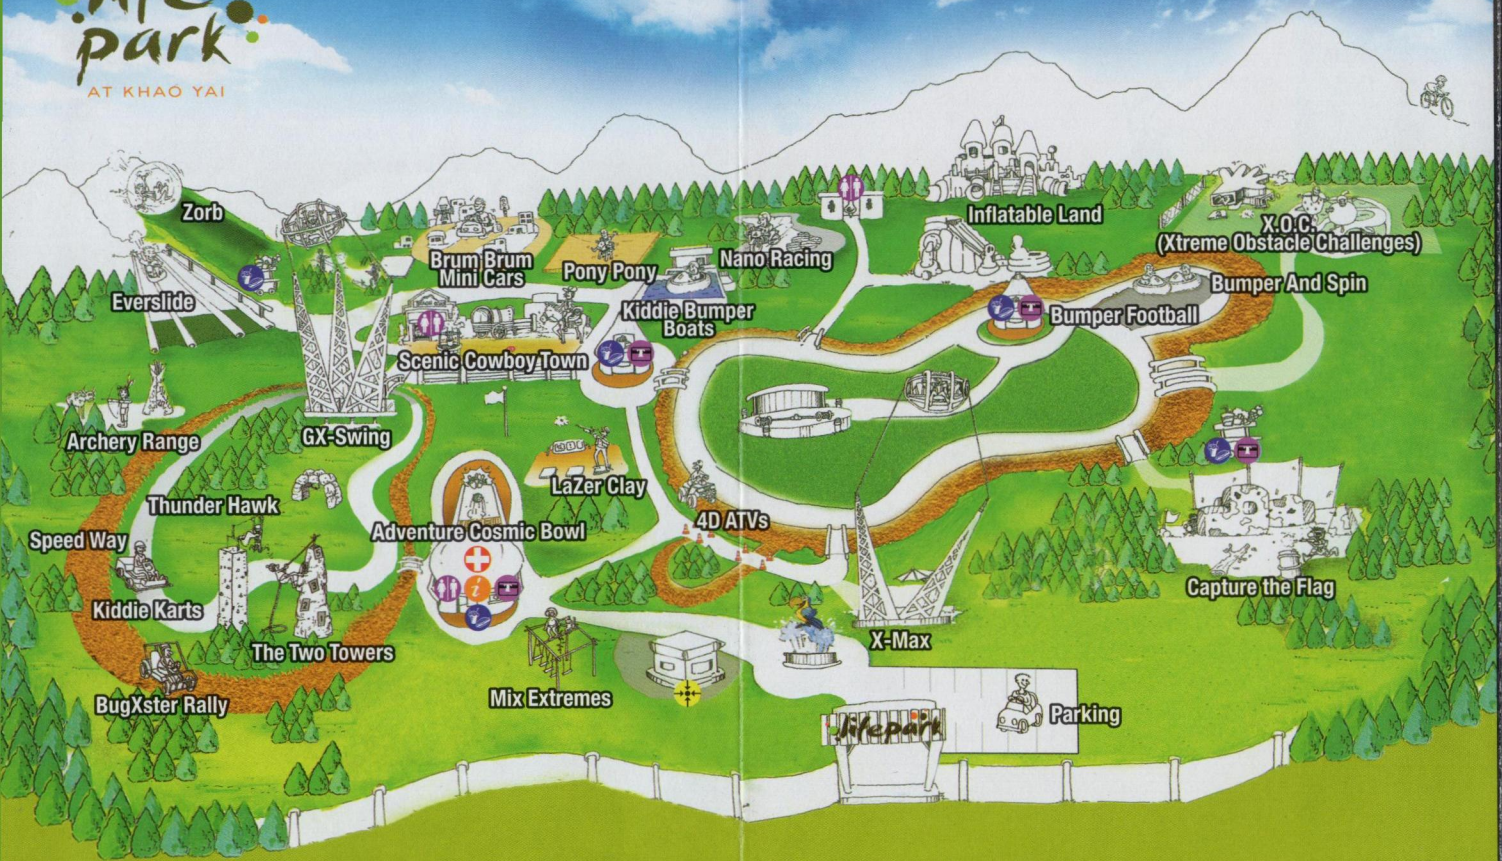 park
AT KHAO YAI
Zorb
Inflatable Land
X.O.C.
(Xtreme Obstacle Challenges)
Brum Brum
Mini Cars
Pony Pony
Nano Racing
Everslide
Kiddie Bumper
Boats
Bumper And Spin
Bumper Football
Scenic Cowboy Town
Archery Range
GX-Swing
LaZer Clay
Thunder Hawk
Adventure Cosmic Bowl
4D ATVs
Speed Way
i
Capture the Flag
Kiddie Karts
The Two Towers
X-Max
BugXster Rally
Mix Extremes
Parking
lifepark